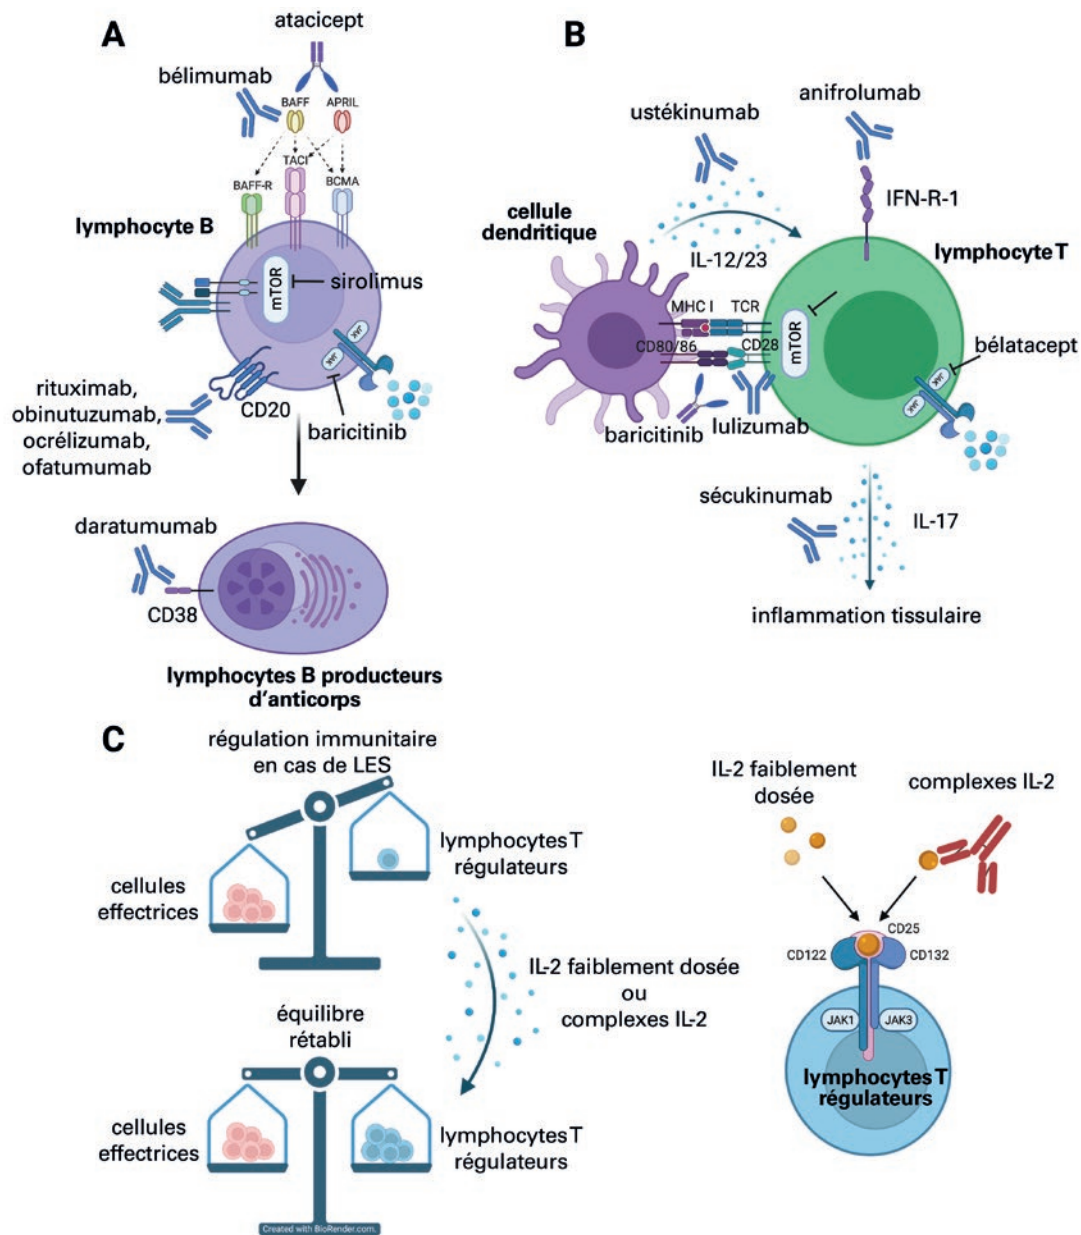 A
atacicept
bélimumab
BAFF
APRIL
TACI
BAFF-R
BCMA
lymphocyte B
mTOR
sirolimus
JAK
JAK
rituximab,
obinutuzumab,
ocrélizumab,
ofatumumab
CD20
baricitinib
daratumumab
CD38
lymphocytes B producteurs
d'anticorps
B
ustékinumab
anifrolumab
IFN-R-1
cellule
dendritique
IL-12/23
lymphocyte T
MHC I
TCR
CD80/86
CD28
mTOR
bélatacept
JAK
JAK
baricitinib
lulizumab
sécukinumab
IL-17
inflammation tissulaire
C
régulation immunitaire
en cas de LES
lymphocytes T
régulateurs
cellules
effectrices
IL-2 faiblement dosée
ou
complexes IL-2
équilibre
rétabli
cellules
effectrices
lymphocytes T
régulateurs
Created with BioRender.com.
IL-2 faiblement
dosée
complexes IL-2
CD25
CD122
CD132
JAK1
JAK3
lymphocytes T
régulateurs